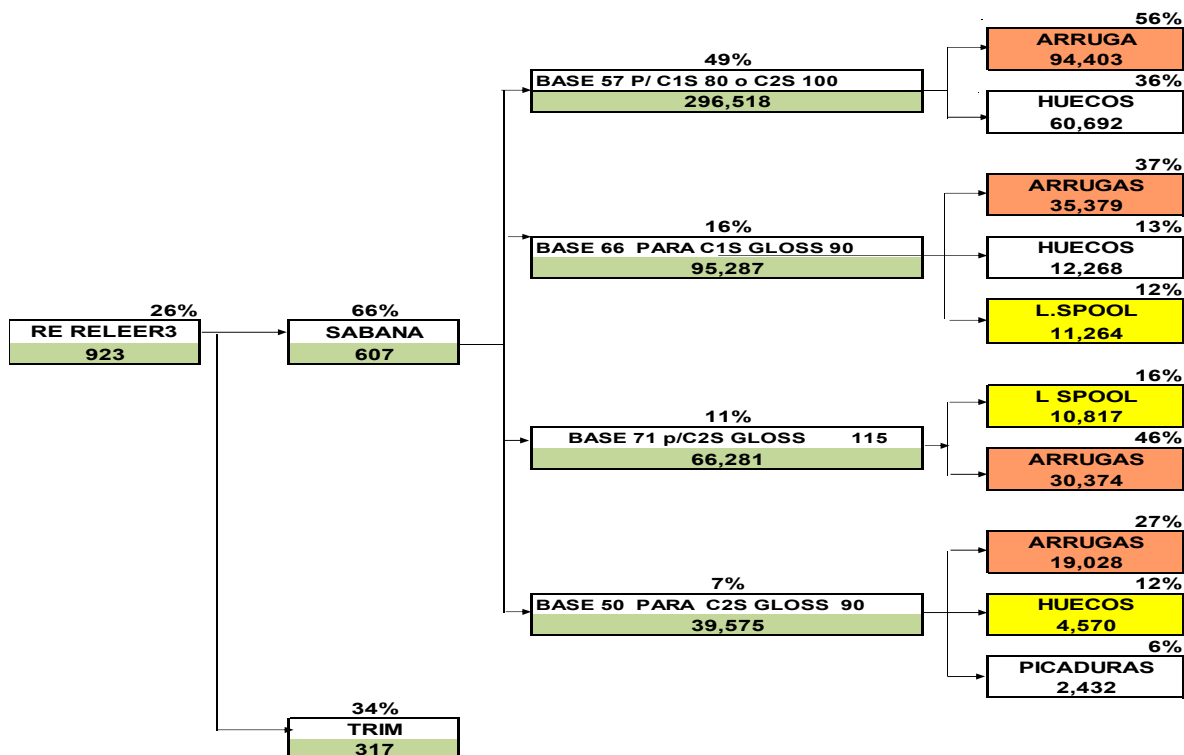 56%
ARRUGA
94,403
49%
BASE 57 P/ C1S 80 o C2S 100
296,518
36%
HUECOS
60,692
37%
ARRUGAS
35,379
16%
BASE 66 PARA C1S GLOSS 90
95,287
13%
HUECOS
12,268
12%
L.SPOOL
11,264
26%
RE RELEER3
923
66%
SABANA
607
16%
L SPOOL
10,817
11%
BASE 71 p/C2S GLOSS 115
66,281
46%
ARRUGAS
30,374
27%
ARRUGAS
19,028
7%
BASE 50 PARA C2S GLOSS 90
39,575
12%
HUECOS
4,570
6%
PICADURAS
2,432
34%
TRIM
317